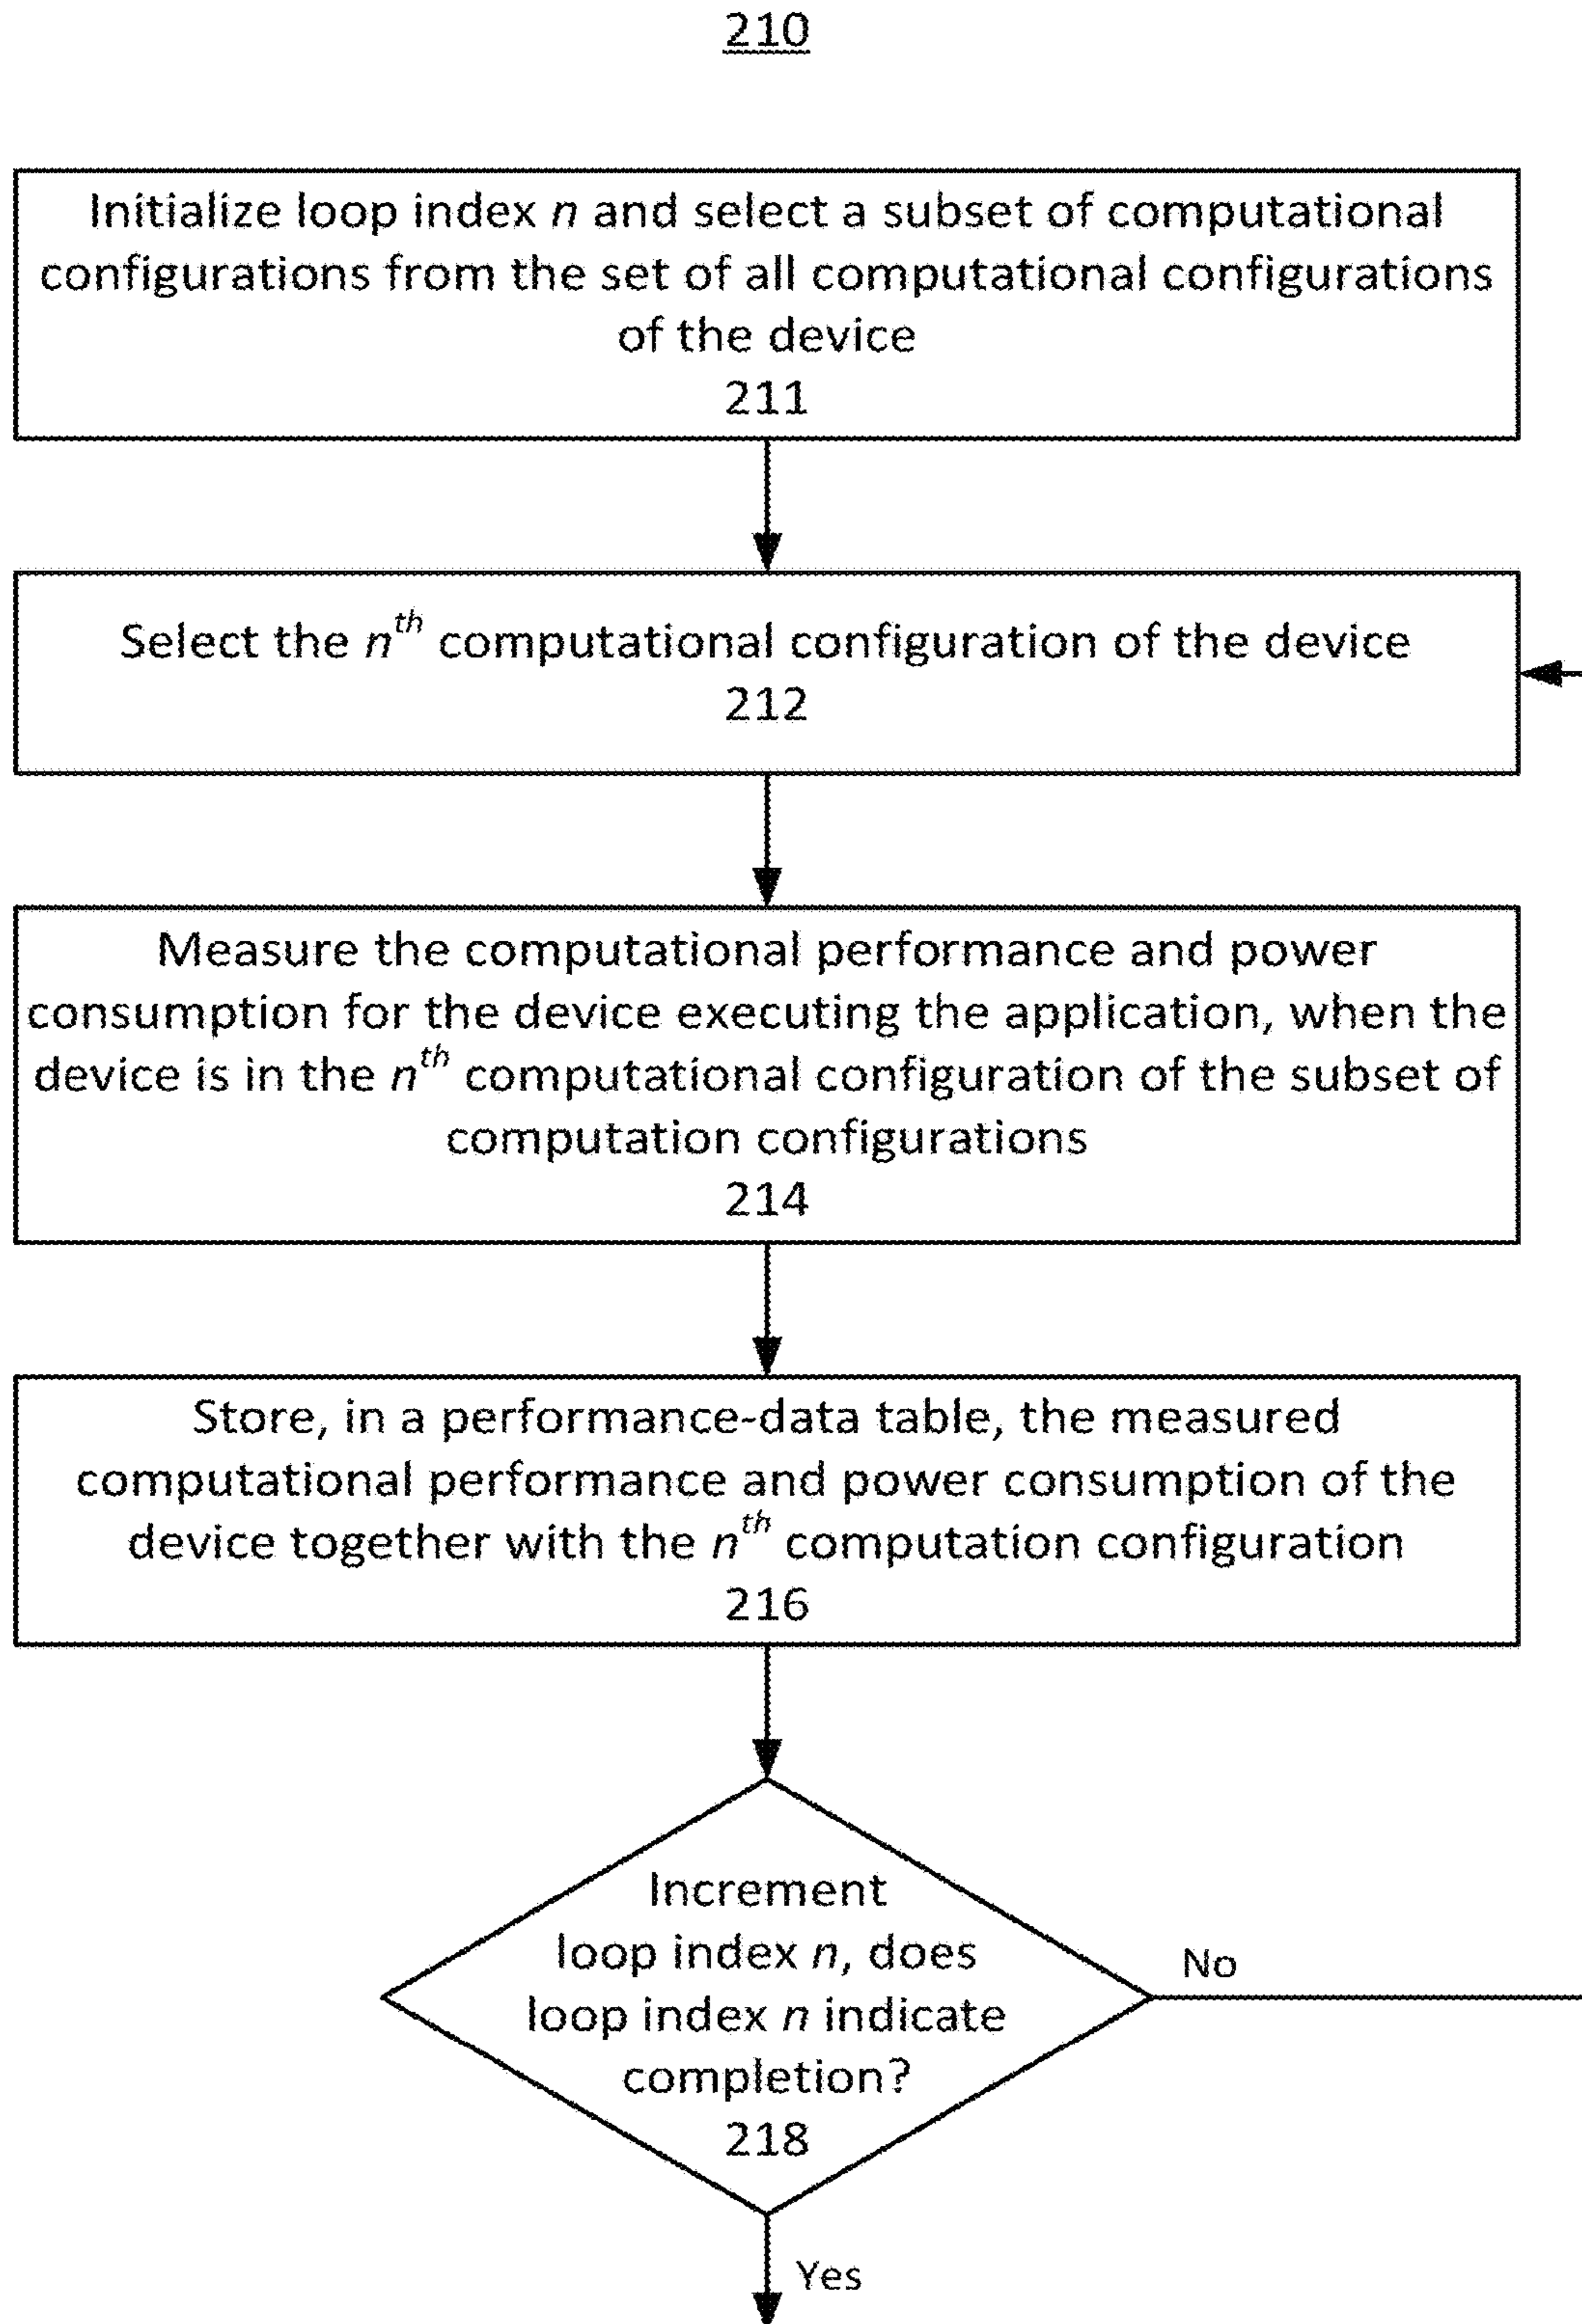 210
Initialize loop index n and select a subset of computational
configurations from the set of all computational configurations
of the device
211
Select the nth computational configuration of the device
212
Measure the computational performance and power
consumption for the device executing the application, when the
device is in the nth computational configuration of the subset of
computation configurations
214
Store, in a performance-data table, the measured
computational performance and power consumption of the
device together with the nth computation configuration
216
Increment
loop index n, does
loop index n indicate
completion?
218
No
Yes